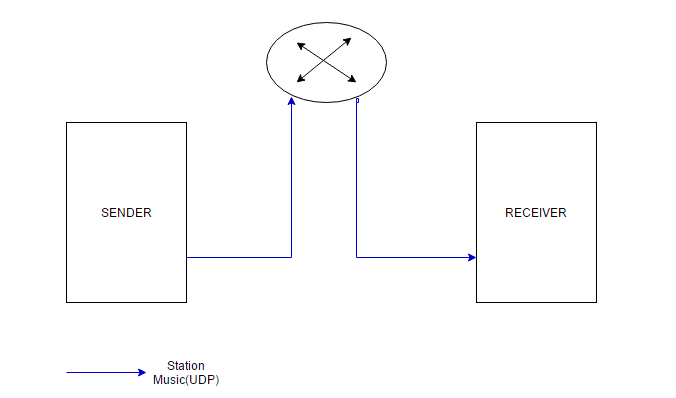 SENDER
RECEIVER
Station
Music(UDP)